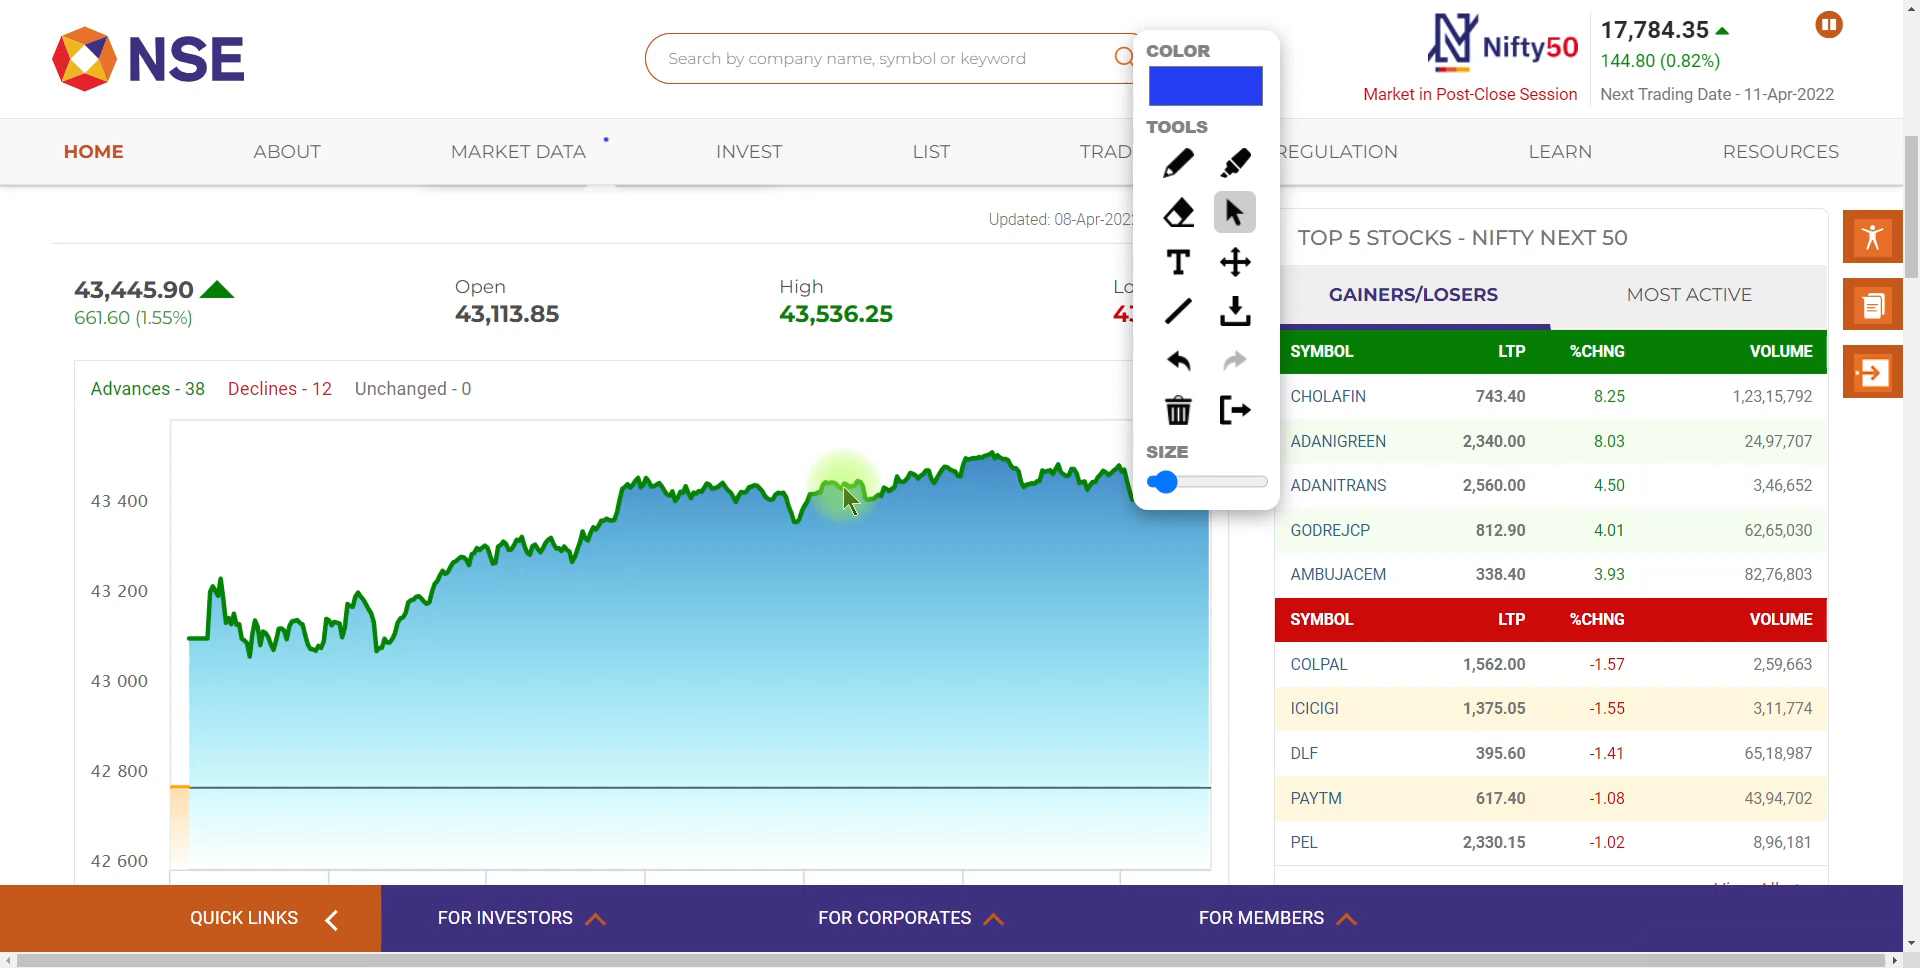 NSE
Search by company name, symbol or keyword
Nifty50
17,784.35
144.80 (0.82%)
Market in Post-Close Session
Next Trading Date - 11-Apr-2022
HOME
ABOUT
MARKET DATA
INVEST
LIST
TRAD
REGULATION
LEARN
RESOURCES
COLOR
TOOLS
SIZE
Updated: 08-Apr-202
43,445.90
661.60 (1.55%)
Open
43,113.85
High
43,536.25
Advances - 38 Declines - 12 Unchanged - 0
43 400
43 200
43 000
42 800
42 600
TOP 5 STOCKS - NIFTY NEXT 50
GAINERS/LOSERS MOST ACTIVE
SYMBOL LTP %CHNG VOLUME
CHOLAFIN 743.40 8.25 1,23,15,792
ADANIGREEN 2,340.00 8.03 24,97,707
ADANITRANS 2,560.00 4.50 3,46,652
GODREJCP 812.90 4.01 62,65,030
AMBUJACEM 338.40 3.93 82,76,803
SYMBOL LTP %CHNG VOLUME
COLPAL 1,562.00 -1.57 2,59,663
ICICIGI 1,375.05 -1.55 3,11,774
DLF 395.60 -1.41 65,18,987
PAYTM 617.40 -1.08 43,94,702
PEL 2,330.15 -1.02 8,96,181
QUICK LINKS
FOR INVESTORS
FOR CORPORATES
FOR MEMBERS